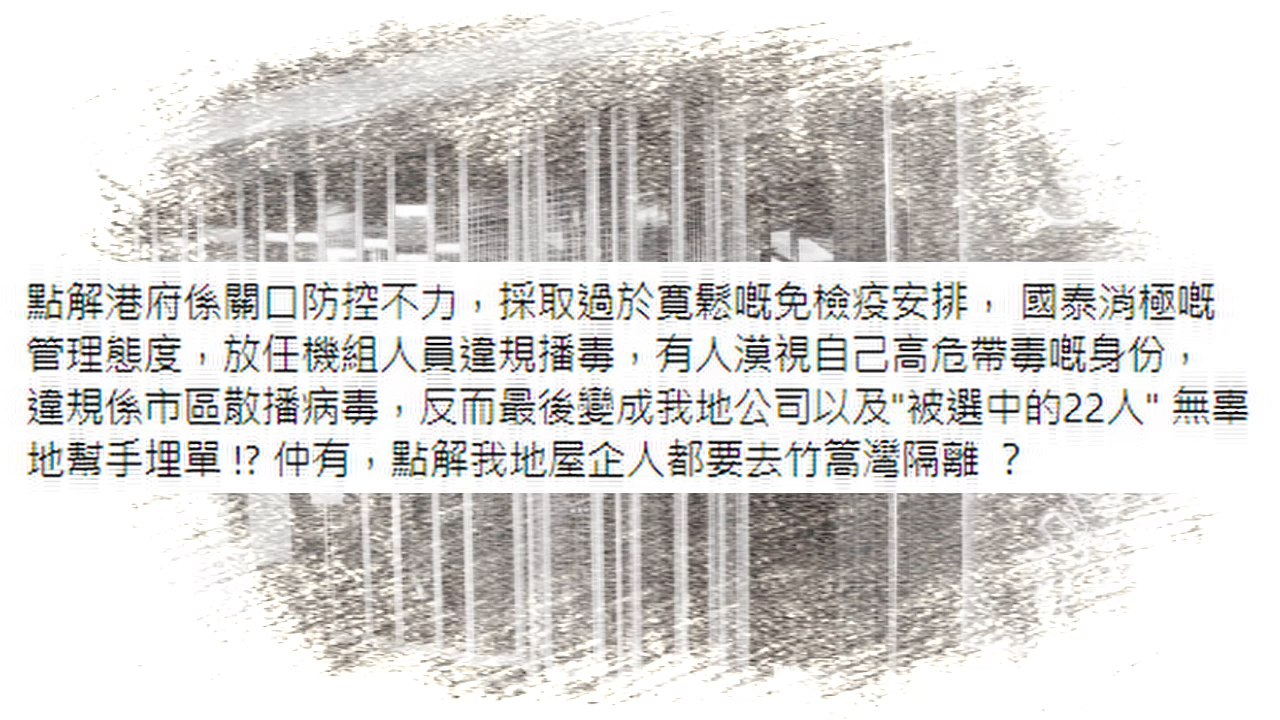 點解港府係關口防控不力，採取過於寬鬆嘅免檢疫安排， 國泰消極嘅
管理態度，放任機組人員違規播毒，有人漠視自己高危帶毒嘅身份，
違規係市區散播病毒，反而最後變成我地公司以及"被選中的22人" 無辜
地幫手埋單 !? 仲有，點解我地屋企人都要去竹篙灣隔離 ？